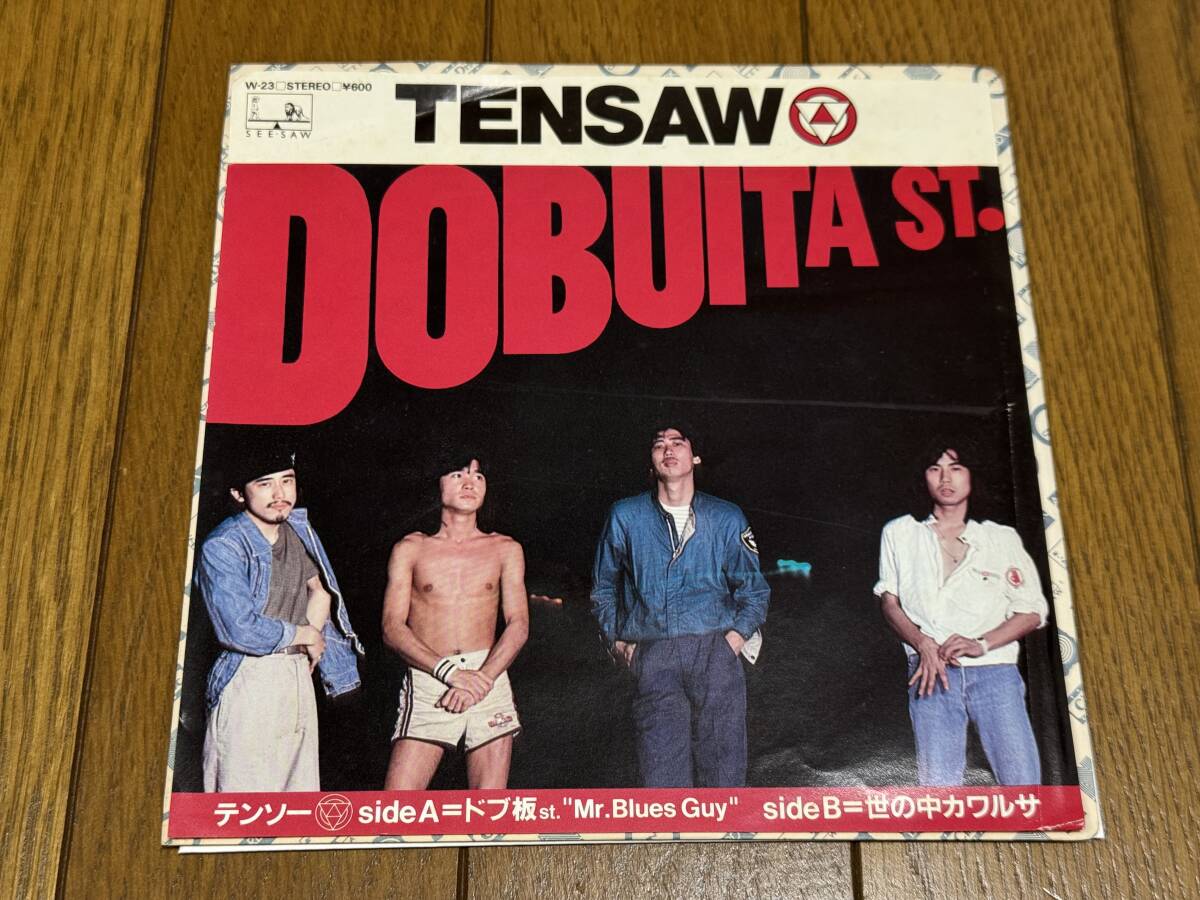 W-23□STEREO□¥600
SEE·SAW
TENSAW
DOBUITA ST.
テンソー sideA=ドブ板st. "Mr.Blues Guy" sideB=世の中カワルサ